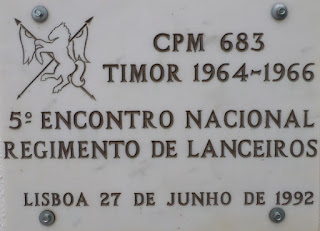 CPM 683
TIMOR 1964-1966
5º ENCONTRO NACIONAL
REGIMENTO DE LANCEIROS
LISBOA 27 DE JUNHO DE 1992